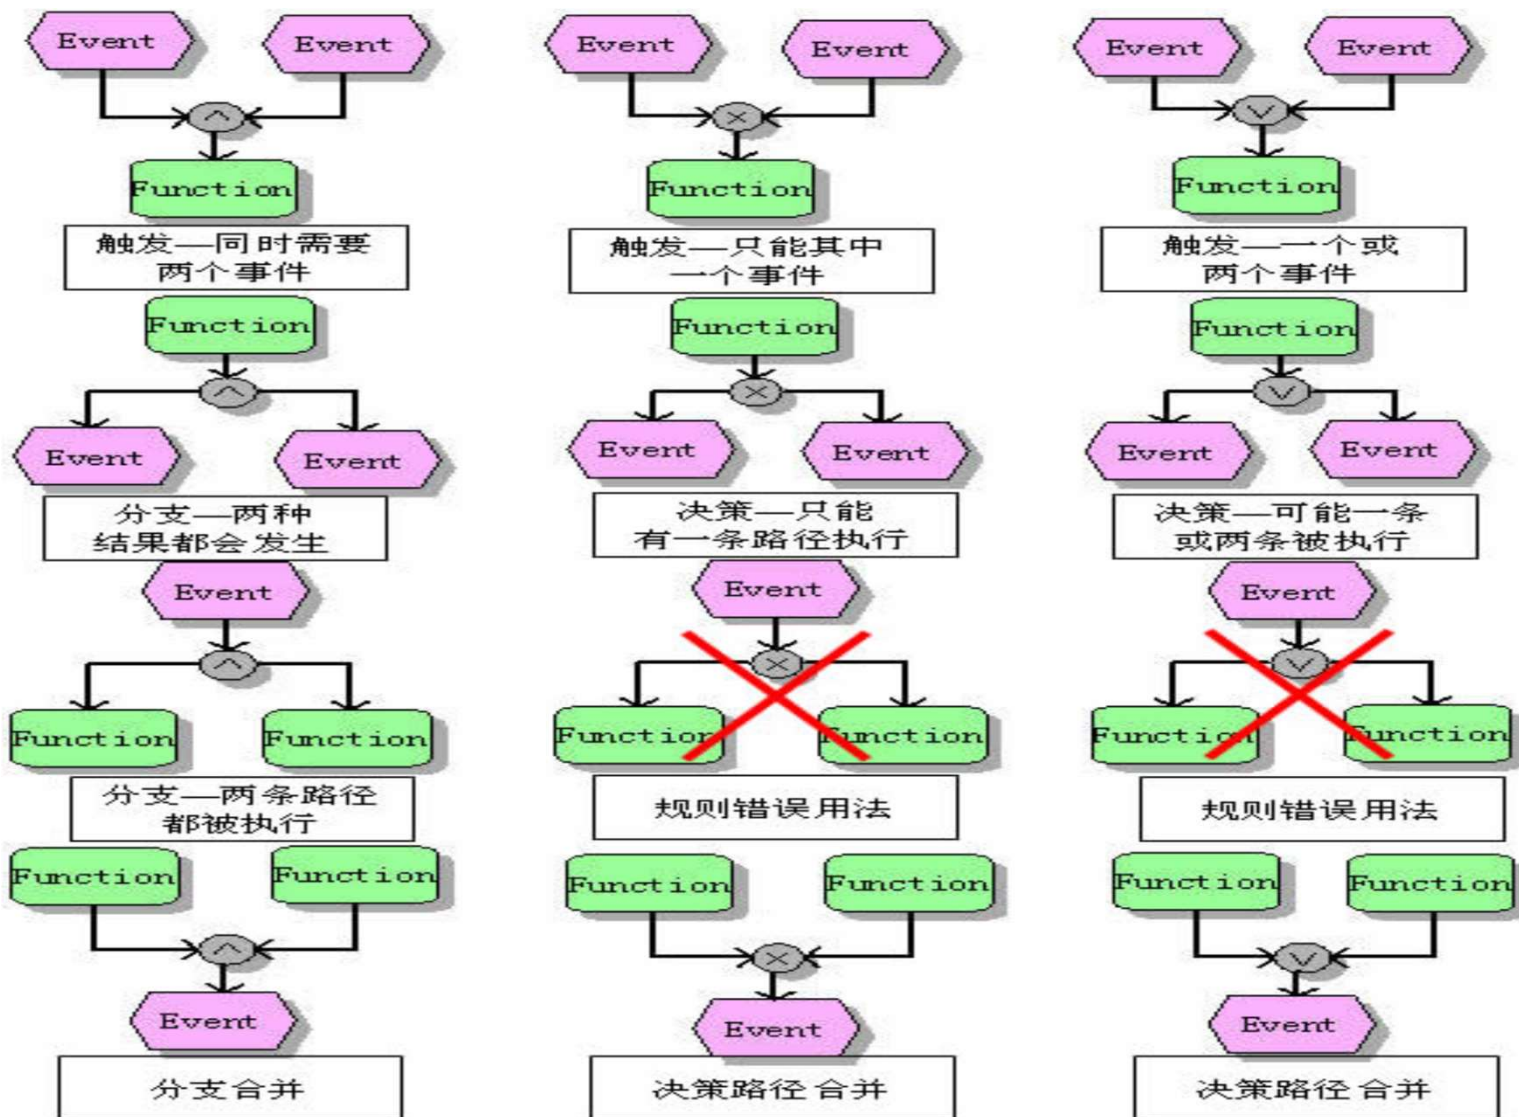 Event Event Event Event Event Event
^ × v
Function Function Function
触发—同时需要
两个事件
触发—只能其中
一个事件
触发—一个或
两个事件
Function Function Function
^ × v
Event Event Event Event Event Event
分支—两种
结果都会发生
决策—只能
有一条路径执行
决策—可能一条
或两条被执行
Event Event Event
^ × v
Function Function Function Function Function Function
分支—两条路径
都被执行
规则错误用法
规则错误用法
Function Function Function Function Function Function
^ × v
Event Event Event
分支合并
决策路径合并
决策路径合并